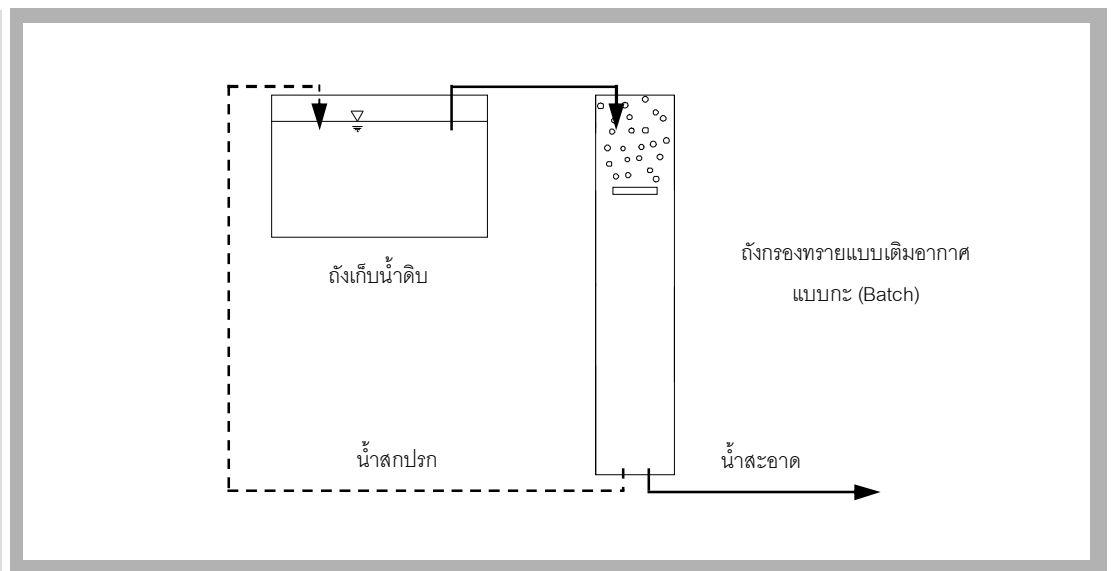 ถังเก็บน้ำดิบ
ถังกรองทรายแบบเติมอากาศ
แบบกะ (Batch)
น้ำสกปรก
น้ำสะอาด